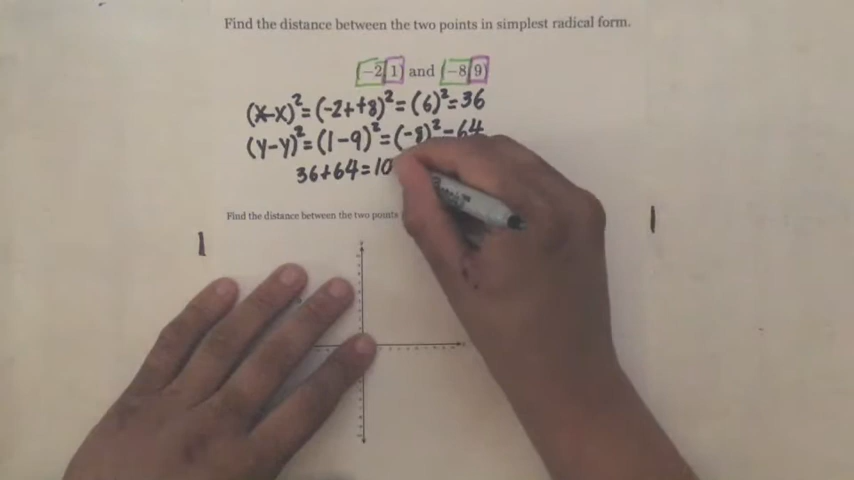 Find the distance between the two points in simplest radical form.
(−2,1) and (−8,9)
(x-x)²=(-2++8)²=(6)²=36
(y-y)²=(1-9)²=(-8)²=64
36+64=10
Find the distance between the two points